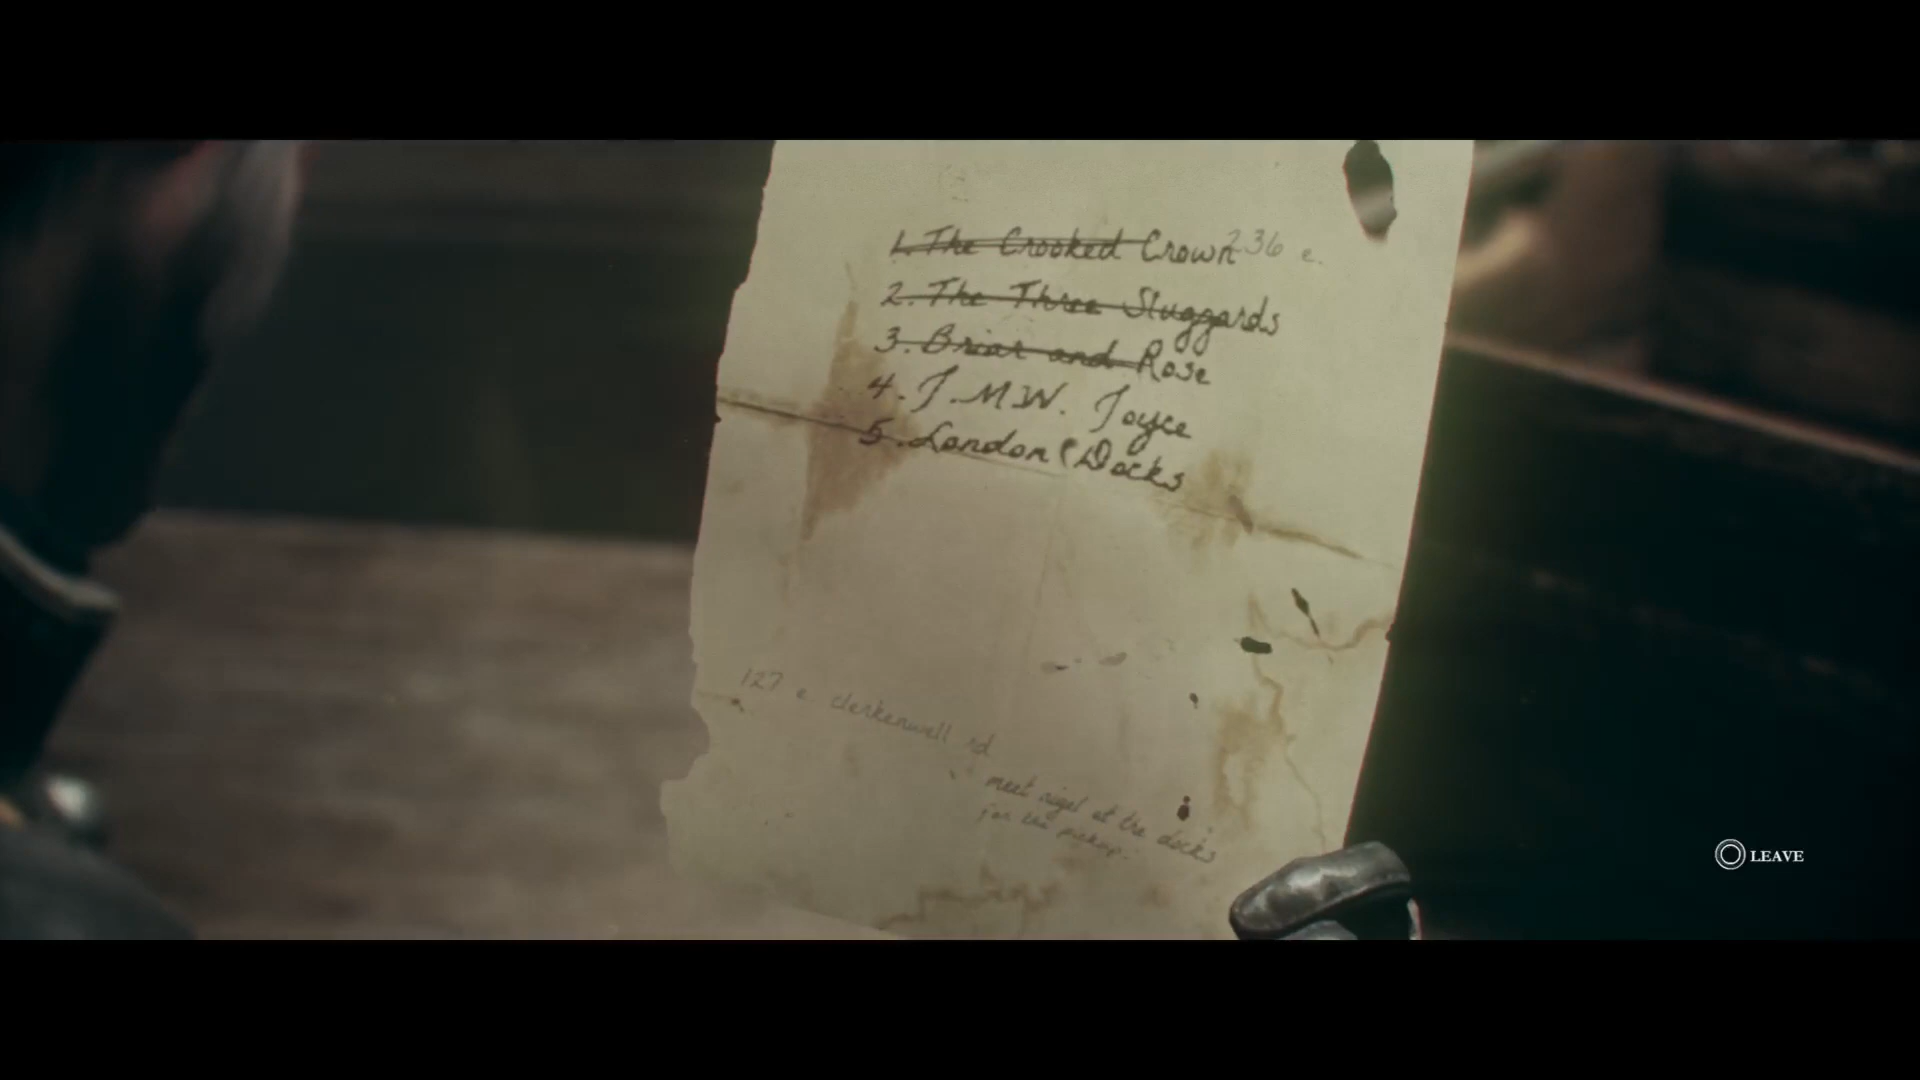 1. The Crooked Crown 236 e.
2. The Three Sluggards
3. Briar and Rose
4. J.M.W. Joyce
5. London Docks
127 e clerkenwell rd
meet nigel at the docks
for the pickup.
LEAVE